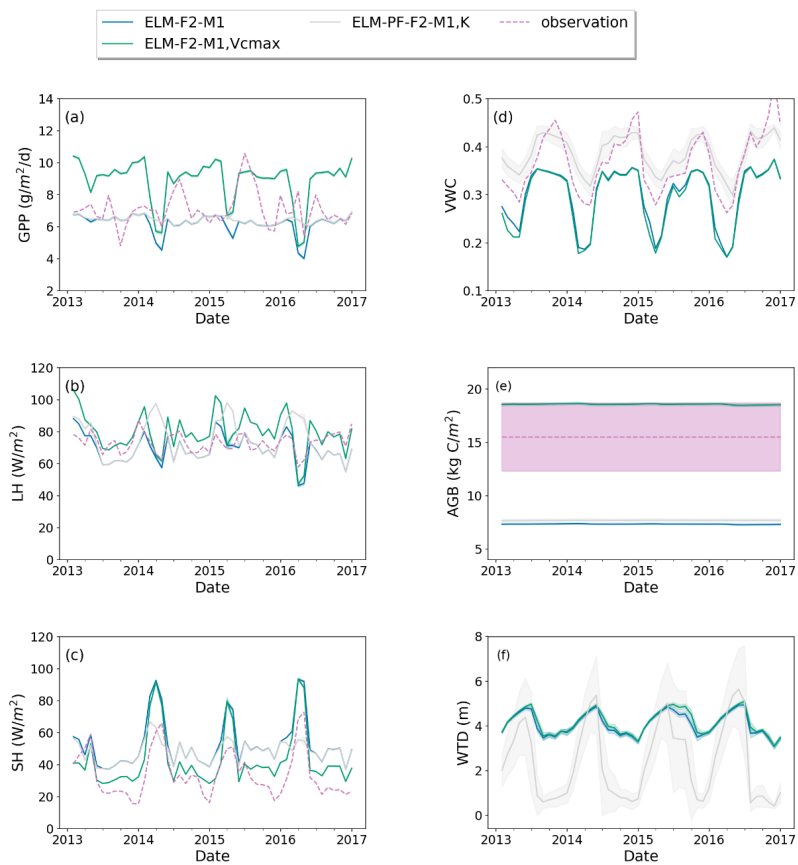 ELM-F2-M1 ELM-PF-F2-M1,K observation
ELM-F2-M1,Vcmax
(a)
GPP (g/m²/d)
14
12
10
8
6
4
2
2013 2014 2015 2016 2017
Date
(d)
VWC
0.5
0.4
0.3
0.2
0.1
2013 2014 2015 2016 2017
Date
(b)
LH (W/m²)
120
100
80
60
40
20
0
2013 2014 2015 2016 2017
Date
(e)
AGB (kg C/m²)
20
15
10
5
2013 2014 2015 2016 2017
Date
(c)
SH (W/m²)
120
100
80
60
40
20
0
2013 2014 2015 2016 2017
Date
(f)
WTD (m)
8
6
4
2
0
2013 2014 2015 2016 2017
Date